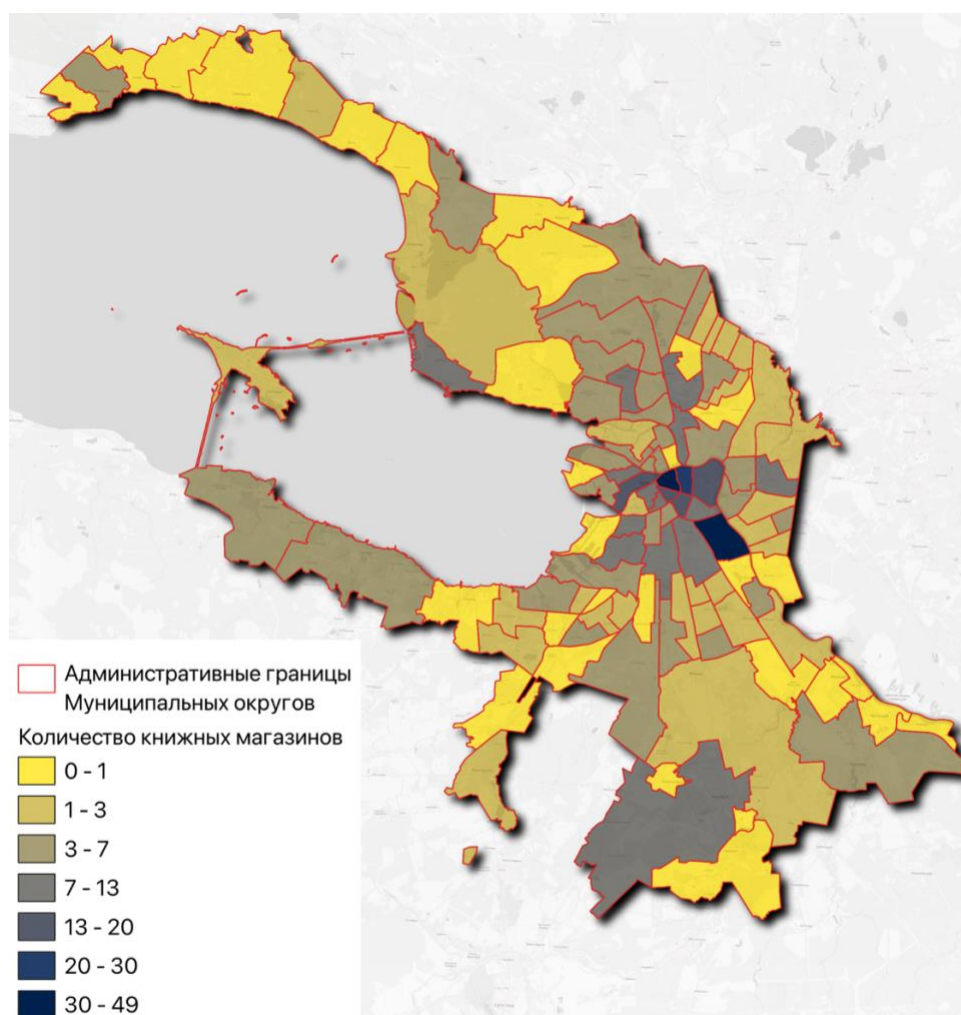 Административные границы
Муниципальных округов
Количество книжных магазинов
0 - 1
1 - 3
3 - 7
7 - 13
13 - 20
20 - 30
30 - 49